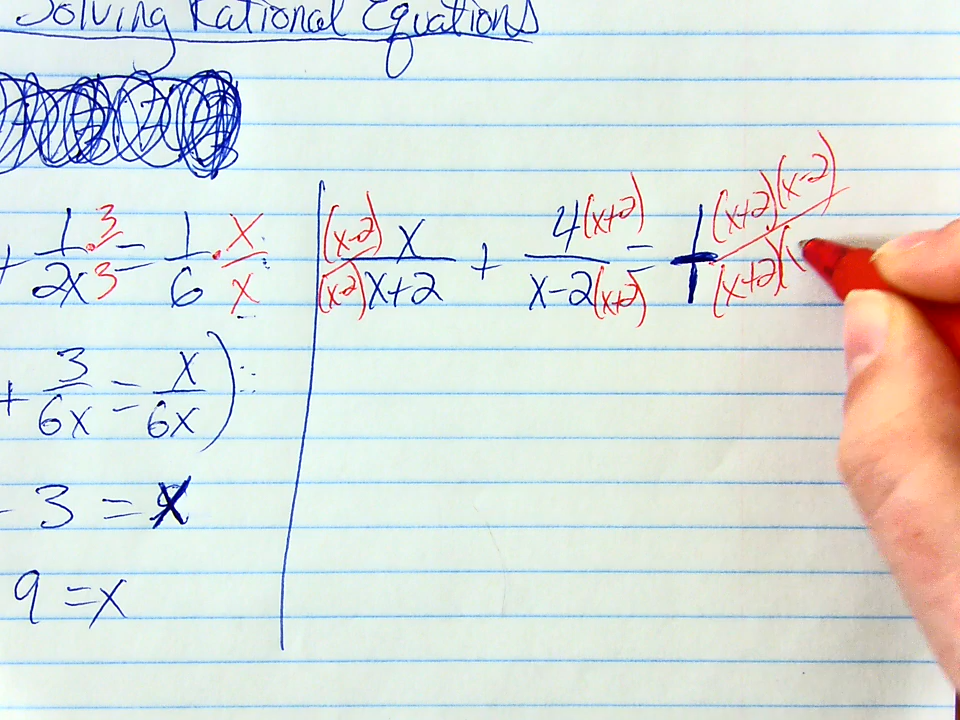 Solving Rational Equations
+ 1/2x · 3/3 = 1/6 · x/x
+ 3/6x = x/6x )
- 3 = x
9 = x
(x-2)/(x-2) x/x+2 + 4(x+2)/x-2(x+2) = 1 (x+2)(x-2)/(x+2)(